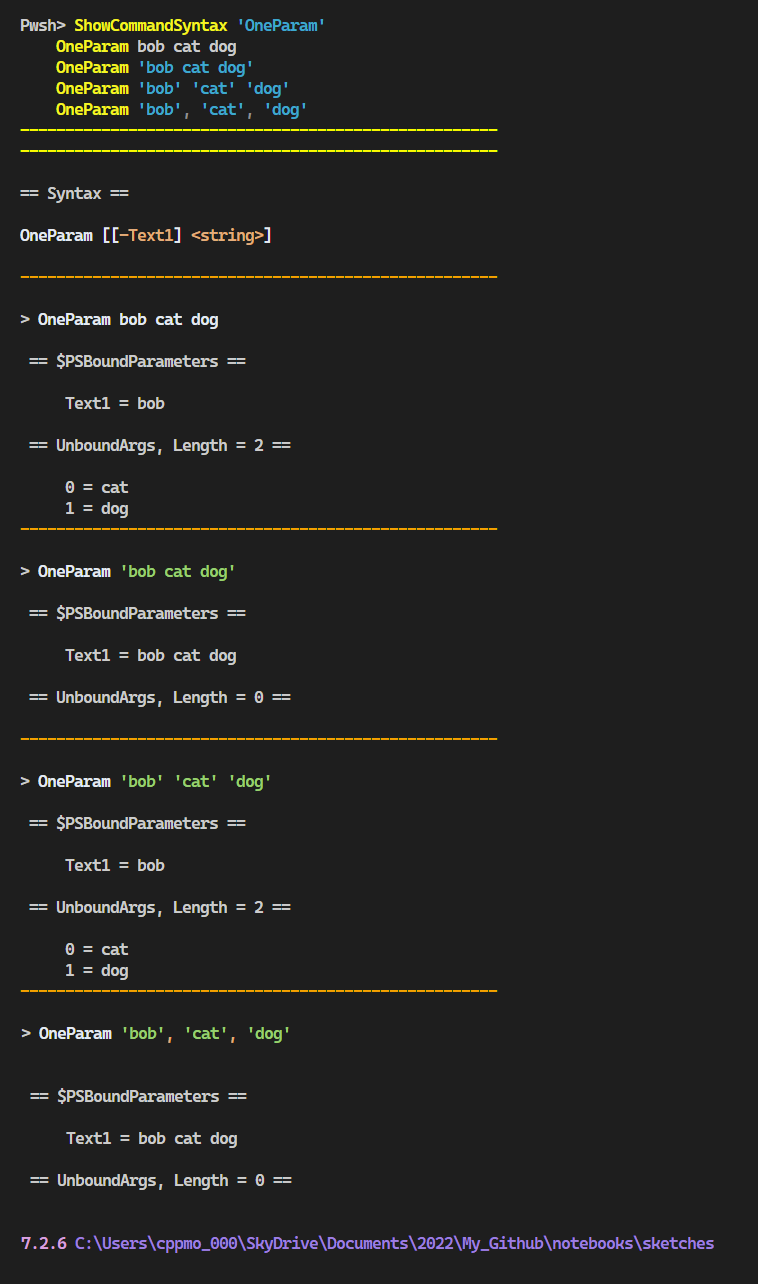 Pwsh> ShowCommandSyntax 'OneParam'
OneParam bob cat dog
OneParam 'bob cat dog'
OneParam 'bob' 'cat' 'dog'
OneParam 'bob', 'cat', 'dog'
-----------------------------------------------------
-----------------------------------------------------
== Syntax ==
OneParam [[-Text1] <string>]
-----------------------------------------------------
> OneParam bob cat dog
== $PSBoundParameters ==
Text1 = bob
== UnboundArgs, Length = 2 ==
0 = cat
1 = dog
-----------------------------------------------------
> OneParam 'bob cat dog'
== $PSBoundParameters ==
Text1 = bob cat dog
== UnboundArgs, Length = 0 ==
-----------------------------------------------------
> OneParam 'bob' 'cat' 'dog'
== $PSBoundParameters ==
Text1 = bob
== UnboundArgs, Length = 2 ==
0 = cat
1 = dog
-----------------------------------------------------
> OneParam 'bob', 'cat', 'dog'
== $PSBoundParameters ==
Text1 = bob cat dog
== UnboundArgs, Length = 0 ==
7.2.6 C:\Users\cppmo_000\SkyDrive\Documents\2022\My_Github\notebooks\sketches